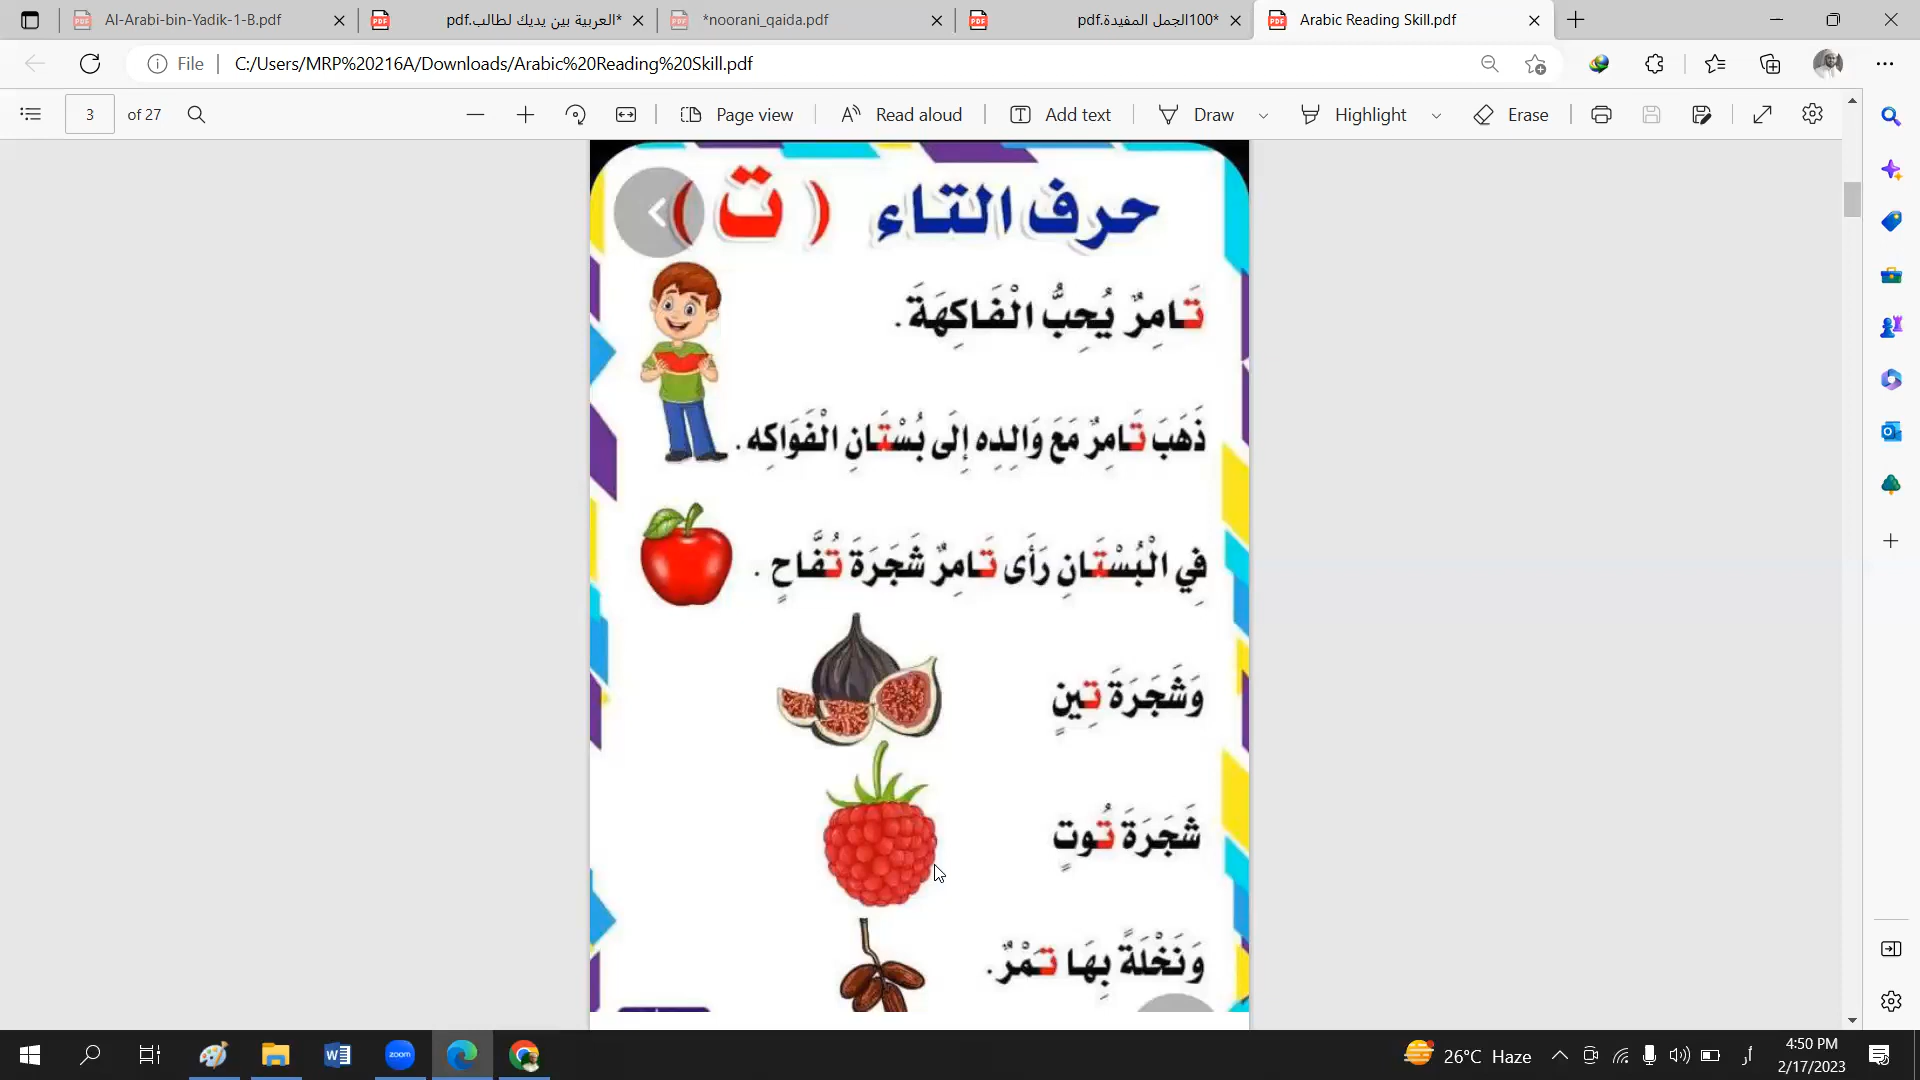 Al-Arabi-bin-Yadik-1-B.pdf
*العربية بين يديك لطالب.pdf
*noorani_qaida.pdf
*100الجمل المفيدة.pdf
Arabic Reading Skill.pdf
File
C:/Users/MRP%20216A/Downloads/Arabic%20Reading%20Skill.pdf
3 of 27
Page view
Read aloud
Add text
Draw
Highlight
Erase
حرف التاء (ت)
تَامِرٌ يُحِبُّ الْفَاكِهَةَ.
ذَهَبَ تَامِرٌ مَعَ وَالِدِه إِلَى بُسْتَانِ الْفَوَاكِه.
فِي الْبُسْتَانِ رَأَى تَامِرٌ شَجَرَةَ تُفَّاحٍ.
وَشَجَرَةَ تِينٍ
شَجَرَةَ تُوتٍ
وَنَخْلَةً بِهَا تَمْرٌ.
zoom
26°C Haze
أر
4:50 PM
2/17/2023